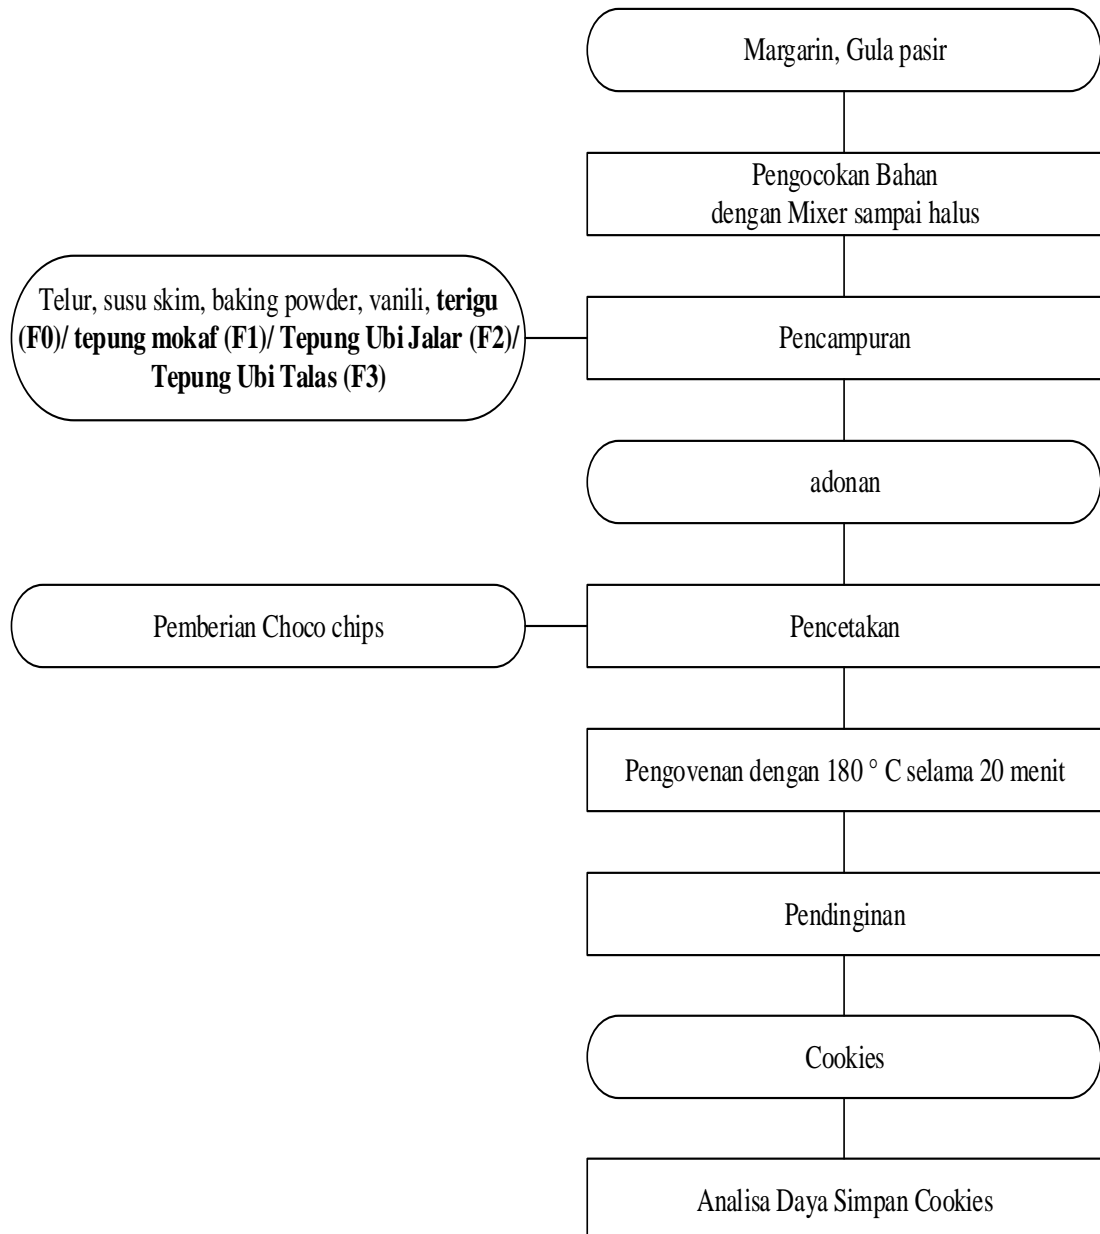 Margarin, Gula pasir
Pengocokan Bahan
dengan Mixer sampai halus
Telur, susu skim, baking powder, vanili, terigu
(F0)/ tepung mokaf (F1)/ Tepung Ubi Jalar (F2)/
Tepung Ubi Talas (F3)
Pencampuran
adonan
Pemberian Choco chips
Pencetakan
Pengovenan dengan 180 ° C selama 20 menit
Pendinginan
Cookies
Analisa Daya Simpan Cookies